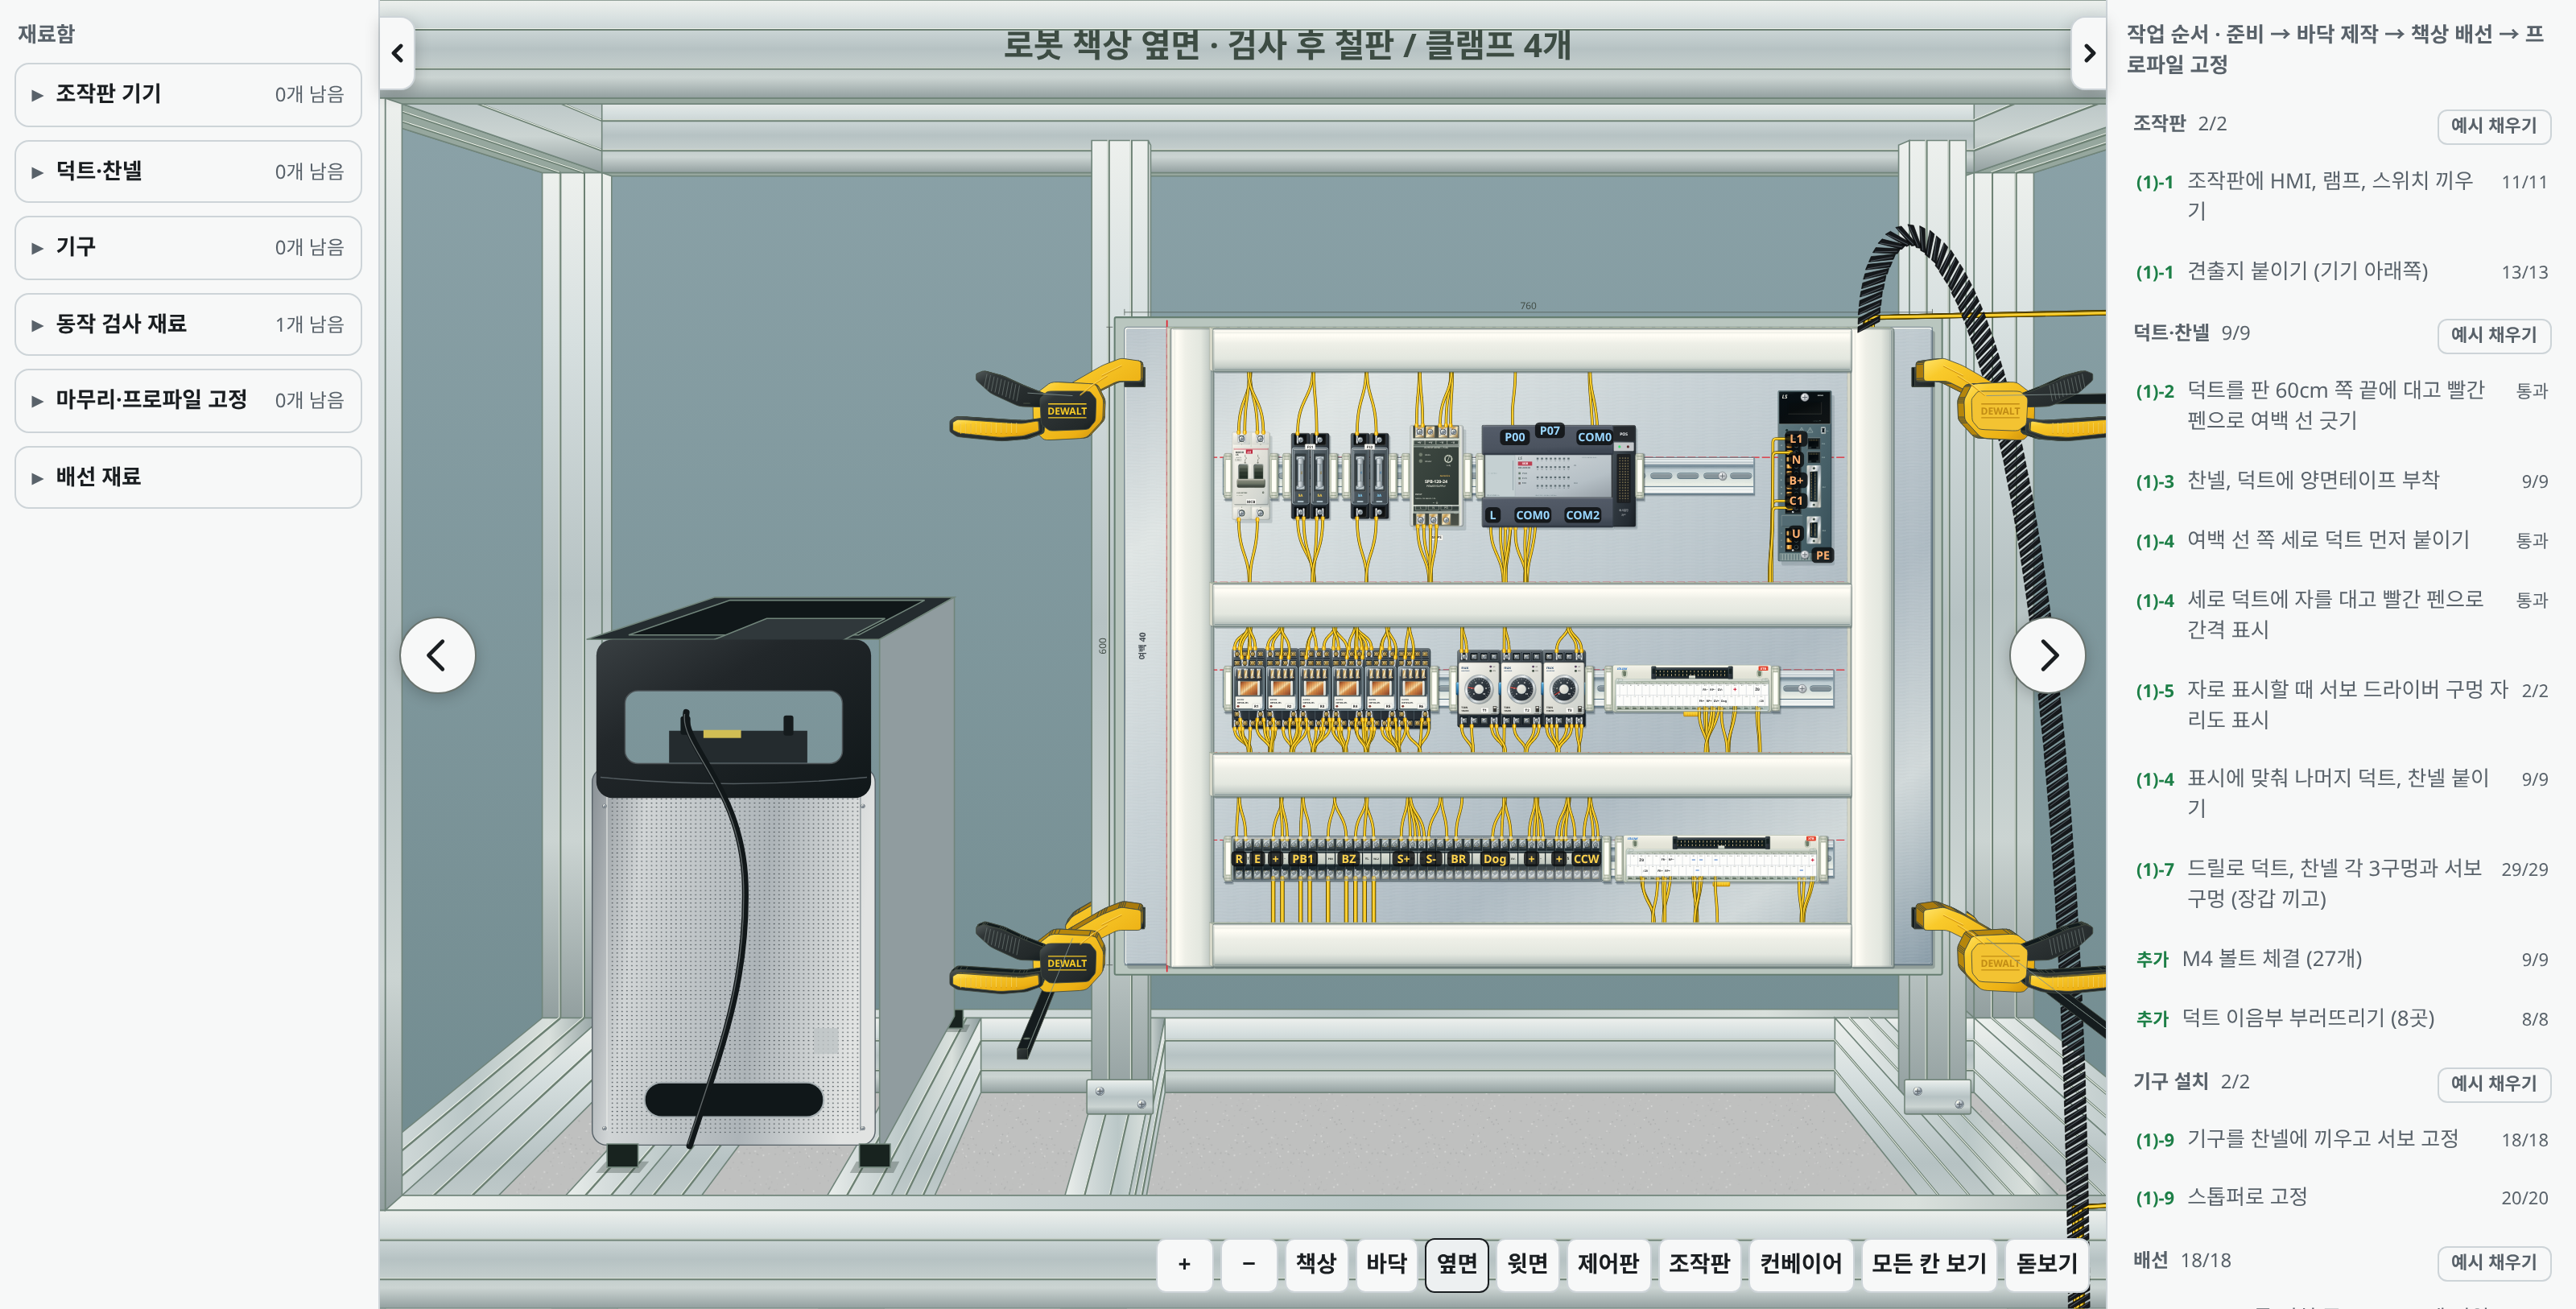 재료함
▶ 조작판 기기 0개 남음
▶ 덕트·찬넬 0개 남음
▶ 기구 0개 남음
▶ 동작 검사 재료 1개 남음
▶ 마무리·프로파일 고정 0개 남음
▶ 배선 재료
로봇 책상 옆면 · 검사 후 철판 / 클램프 4개
760
600
여백 40
DEWALT
DEWALT
DEWALT
DEWALT
P00 P07 COM0
L COM0 COM2
L1
N
B+
C1
U
PE
R E + PB1 BZ S+ S- BR Dog + + CCW
+ − 책상 바닥 옆면 윗면 제어판 조작판 컨베이어 모든 칸 보기 돋보기
작업 순서 · 준비 → 바닥 제작 → 책상 배선 → 프
로파일 고정
조작판 2/2 예시 채우기
(1)-1 조작판에 HMI, 램프, 스위치 끼우 11/11
기
(1)-1 견출지 붙이기 (기기 아래쪽) 13/13
덕트·찬넬 9/9 예시 채우기
(1)-2 덕트를 판 60cm 쪽 끝에 대고 빨간 통과
펜으로 여백 선 긋기
(1)-3 찬넬, 덕트에 양면테이프 부착 9/9
(1)-4 여백 선 쪽 세로 덕트 먼저 붙이기 통과
(1)-4 세로 덕트에 자를 대고 빨간 펜으로 통과
간격 표시
(1)-5 자로 표시할 때 서보 드라이버 구멍 자 2/2
리도 표시
(1)-4 표시에 맞춰 나머지 덕트, 찬넬 붙이 9/9
기
(1)-7 드릴로 덕트, 찬넬 각 3구멍과 서보 29/29
구멍 (장갑 끼고)
추가 M4 볼트 체결 (27개) 9/9
추가 덕트 이음부 부러뜨리기 (8곳) 8/8
기구 설치 2/2 예시 채우기
(1)-9 기구를 찬넬에 끼우고 서보 고정 18/18
(1)-9 스톱퍼로 고정 20/20
배선 18/18 예시 채우기